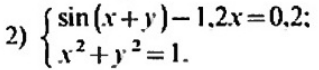 2) { sin(x+y)−1,2x=0,2;
x²+y²=1.